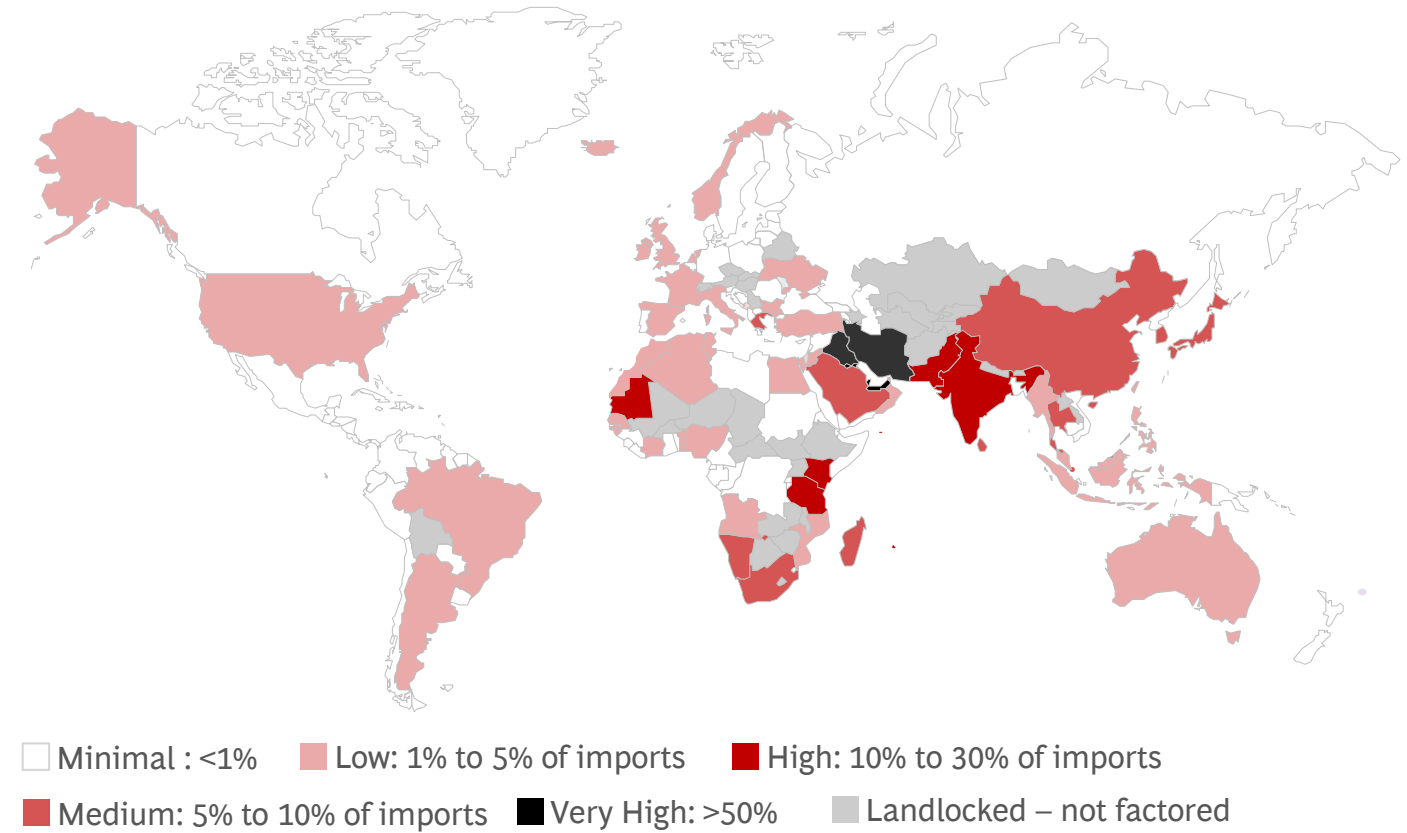 Minimal : <1%
Low: 1% to 5% of imports
High: 10% to 30% of imports
Medium: 5% to 10% of imports
Very High: >50%
Landlocked – not factored